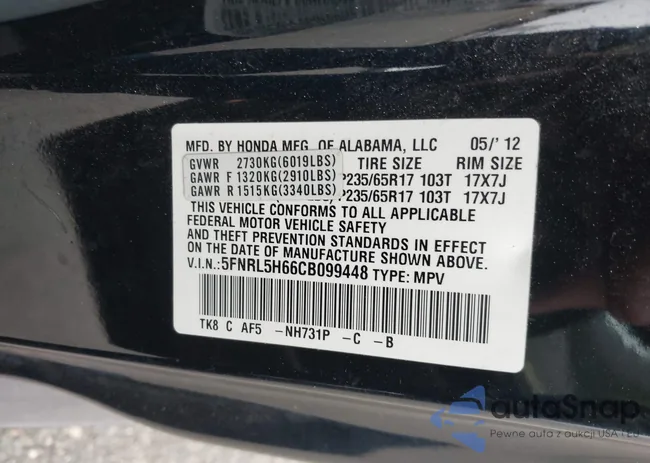 MFD. BY HONDA MFG. OF ALABAMA, LLC 05/'12
GVWR 2730KG(6019LBS) TIRE SIZE RIM SIZE
GAWR F 1320KG(2910LBS) P235/65R17 103T 17X7J
GAWR R 1515KG(3340LBS) P235/65R17 103T 17X7J
THIS VEHICLE CONFORMS TO ALL APPLICABLE
FEDERAL MOTOR VEHICLE SAFETY
AND THEFT PREVENTION STANDARDS IN EFFECT
ON THE DATE OF MANUFACTURE SHOWN ABOVE.
V.I.N.:5FNRL5H66CB099448 TYPE: MPV
TK8 C AF5 -NH731P -C -B
autoSnap
Pewne auta z aukcji USA i EU